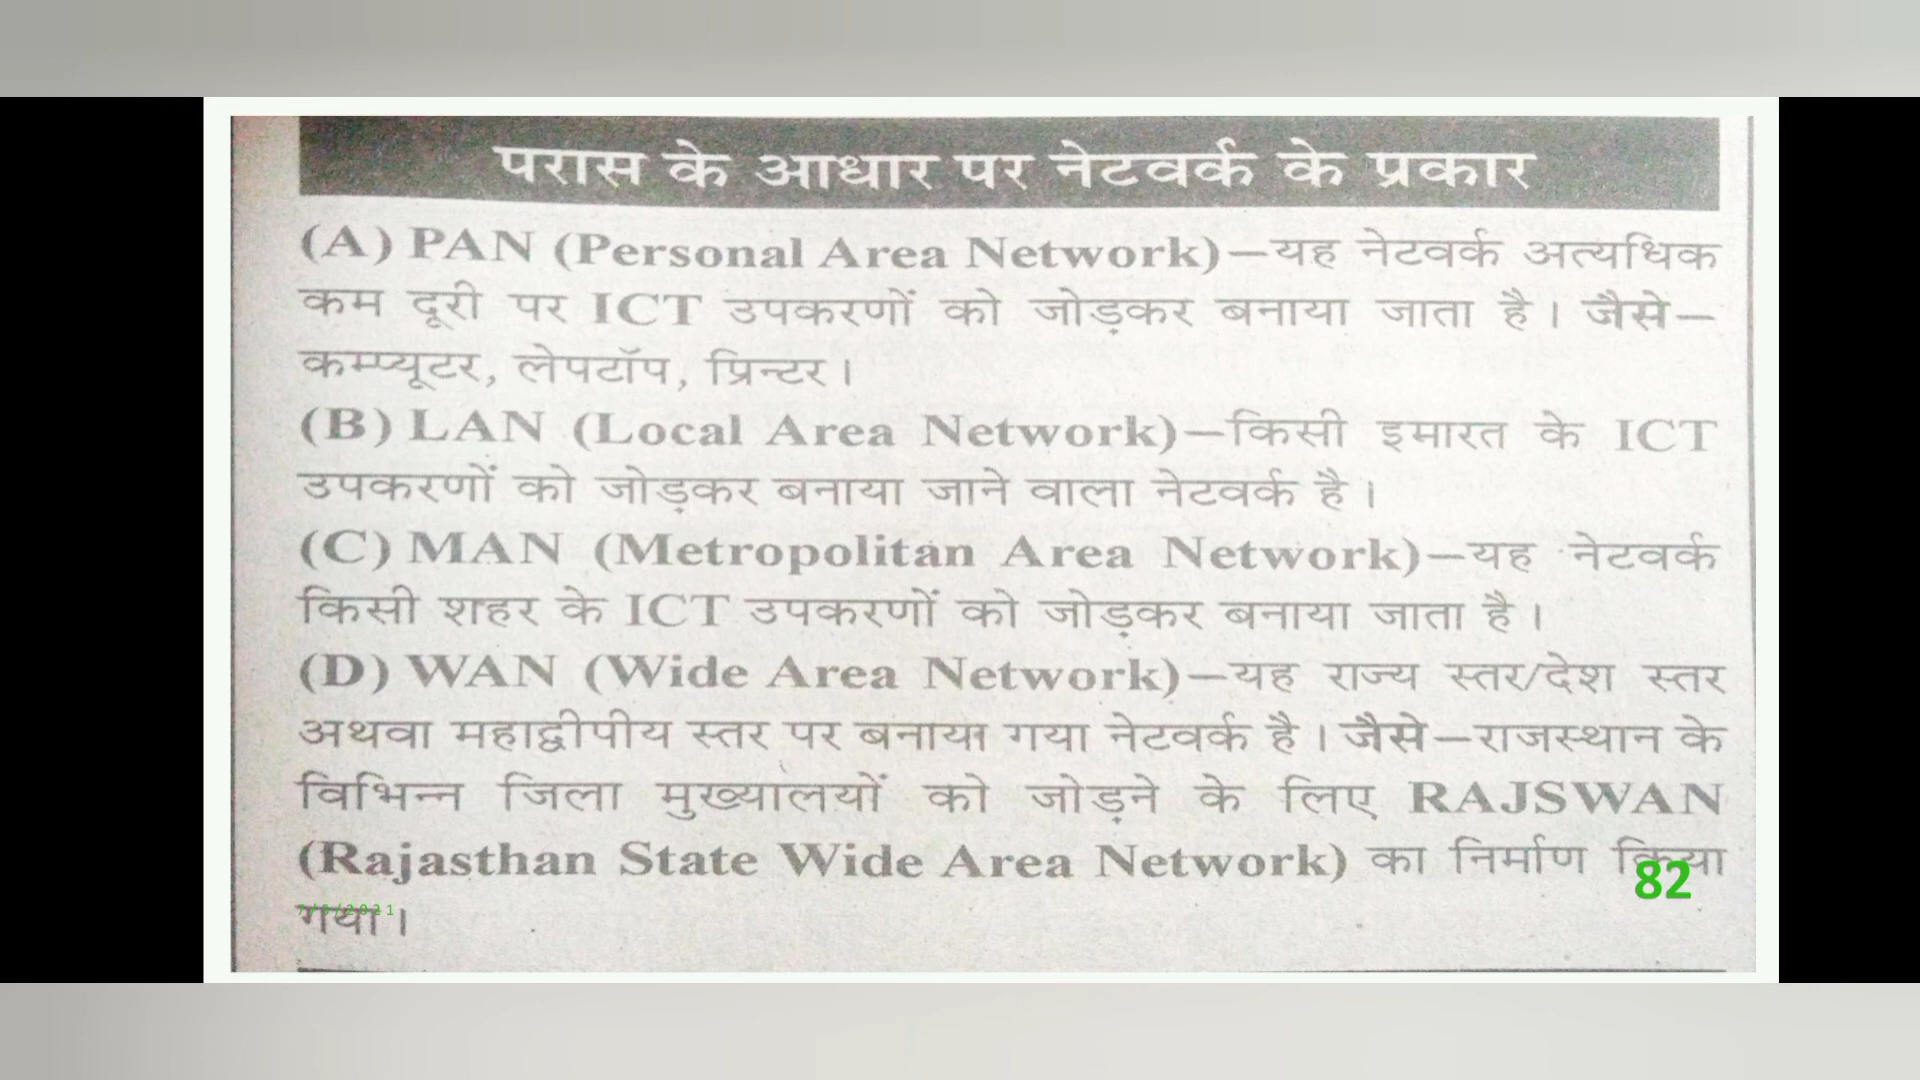 परास के आधार पर नेटवर्क के प्रकार
(A) PAN (Personal Area Network)–यह नेटवर्क अत्यधिक
कम दूरी पर ICT उपकरणों को जोड़कर बनाया जाता है। जैसे–
कम्प्यूटर, लेपटॉप, प्रिन्टर।
(B) LAN (Local Area Network)–किसी इमारत के ICT
उपकरणों को जोड़कर बनाया जाने वाला नेटवर्क है।
(C) MAN (Metropolitan Area Network)–यह नेटवर्क
किसी शहर के ICT उपकरणों को जोड़कर बनाया जाता है।
(D) WAN (Wide Area Network)–यह राज्य स्तर/देश स्तर
अथवा महाद्वीपीय स्तर पर बनाया गया नेटवर्क है। जैसे–राजस्थान के
विभिन्न जिला मुख्यालयों को जोड़ने के लिए RAJSWAN
(Rajasthan State Wide Area Network) का निर्माण किया
82
गया।